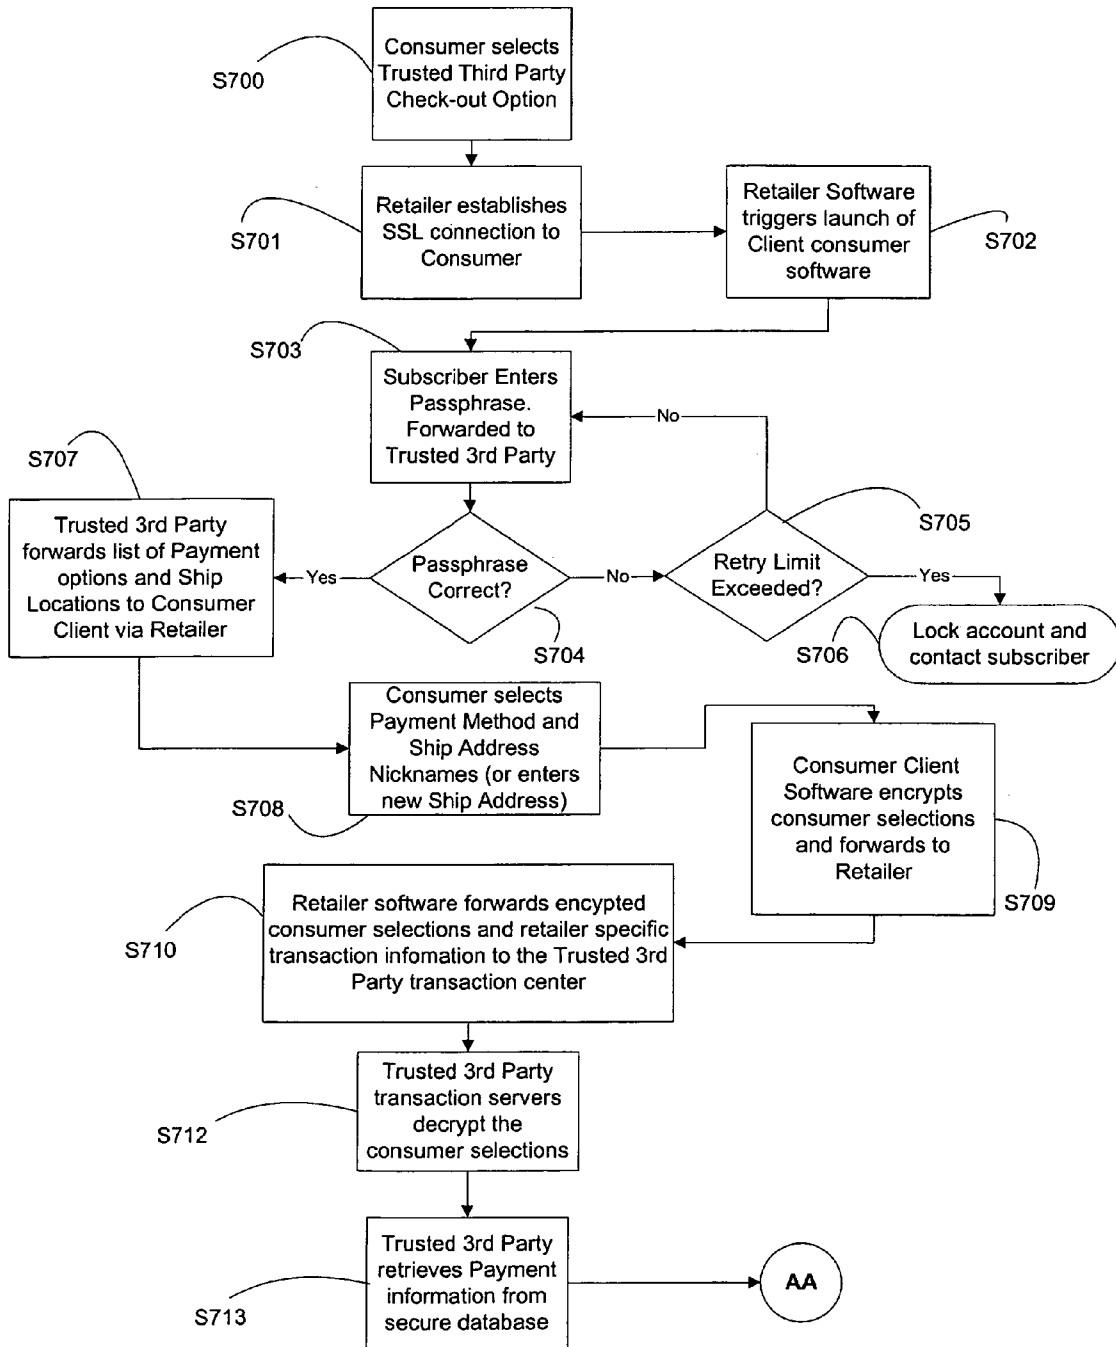 Consumer selects
Trusted Third Party
Check-out Option
S700
Retailer establishes
SSL connection to
Consumer
S701
Retailer Software
triggers launch of
Client consumer
software
S702
S703
Subscriber Enters
Passphrase.
Forwarded to
Trusted 3rd Party
No
S707
Trusted 3rd Party
forwards list of Payment
options and Ship
Locations to Consumer
Client via Retailer
Yes
Passphrase
Correct?
S704
No
Retry Limit
Exceeded?
S705
Yes
S706
Lock account and
contact subscriber
Consumer selects
Payment Method and
Ship Address
Nicknames (or enters
new Ship Address)
S708
Consumer Client
Software encrypts
consumer selections
and forwards to
Retailer
S709
Retailer software forwards encypted
consumer selections and retailer specific
transaction infomation to the Trusted 3rd
Party transaction center
S710
Trusted 3rd Party
transaction servers
decrypt the
consumer selections
S712
Trusted 3rd Party
retrieves Payment
information from
secure database
S713
AA